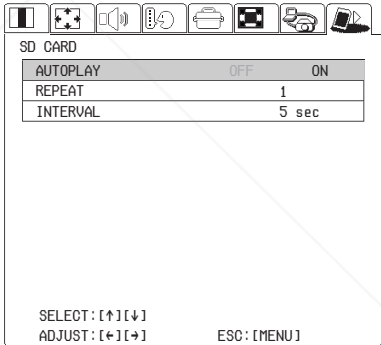 SD CARD
AUTOPLAY OFF ON
REPEAT 1
INTERVAL 5 sec
SELECT:[↑][↓]
ADJUST:[←][→] ESC:[MENU]